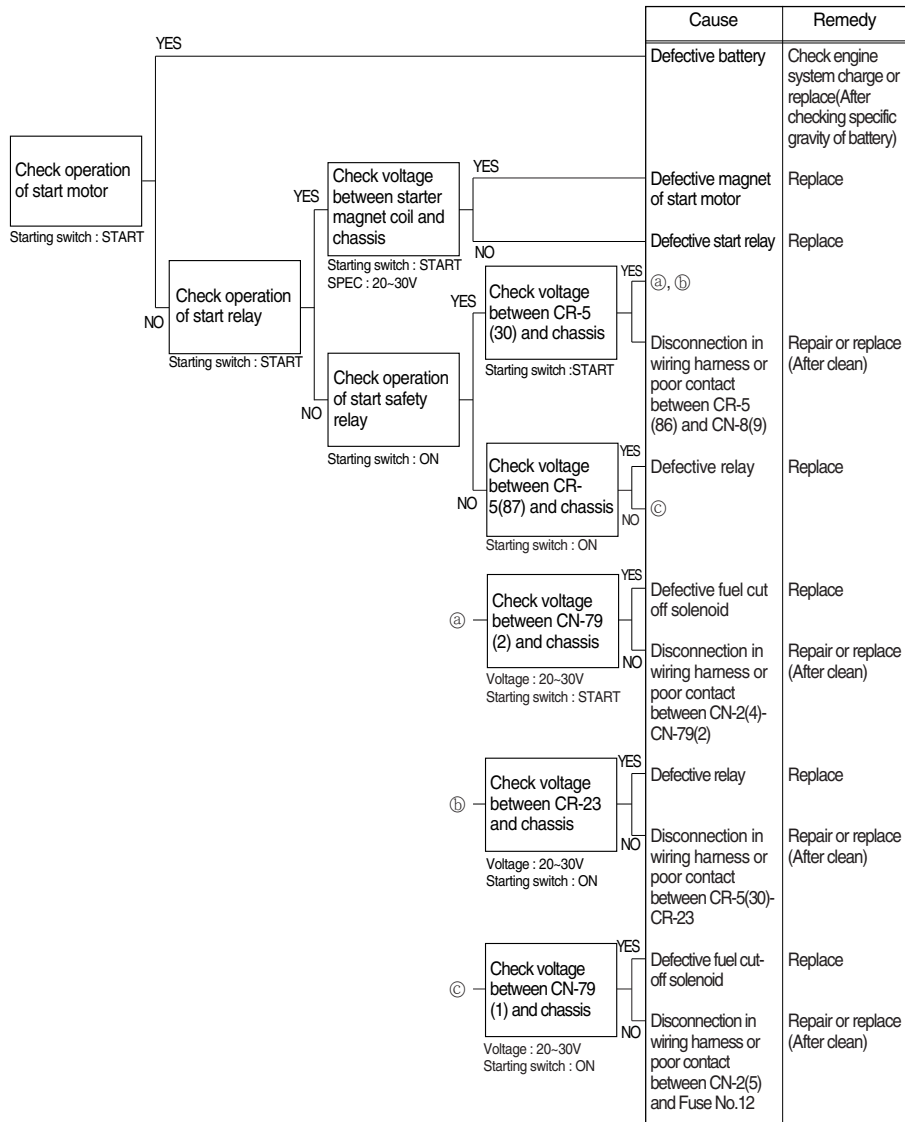 Cause
Remedy
YES
Defective battery
Check engine
system charge or
replace(After
checking specific
gravity of battery)
Check operation
of start motor
Starting switch : START
YES
Check voltage
between starter
magnet coil and
chassis
Starting switch : START
SPEC : 20~30V
YES
Defective magnet
of start motor
Replace
NO
Defective start relay
Replace
NO
Check operation
of start relay
Starting switch : START
NO
Check operation
of start safety
relay
Starting switch : ON
YES
Check voltage
between CR-5
(30) and chassis
Starting switch :START
YES
ⓐ, ⓑ
Disconnection in
wiring harness or
poor contact
between CR-5
(86) and CN-8(9)
Repair or replace
(After clean)
NO
Check voltage
between CR-
5(87) and chassis
Starting switch : ON
YES
Defective relay
Replace
NO
ⓒ
ⓐ
Check voltage
between CN-79
(2) and chassis
Voltage : 20~30V
Starting switch : START
YES
Defective fuel cut
off solenoid
Replace
NO
Disconnection in
wiring harness or
poor contact
between CN-2(4)-
CN-79(2)
Repair or replace
(After clean)
ⓑ
Check voltage
between CR-23
and chassis
Voltage : 20~30V
Starting switch : ON
YES
Defective relay
Replace
NO
Disconnection in
wiring harness or
poor contact
between CR-5(30)-
CR-23
Repair or replace
(After clean)
ⓒ
Check voltage
between CN-79
(1) and chassis
Voltage : 20~30V
Starting switch : ON
YES
Defective fuel cut-
off solenoid
Replace
NO
Disconnection in
wiring harness or
poor contact
between CN-2(5)
and Fuse No.12
Repair or replace
(After clean)